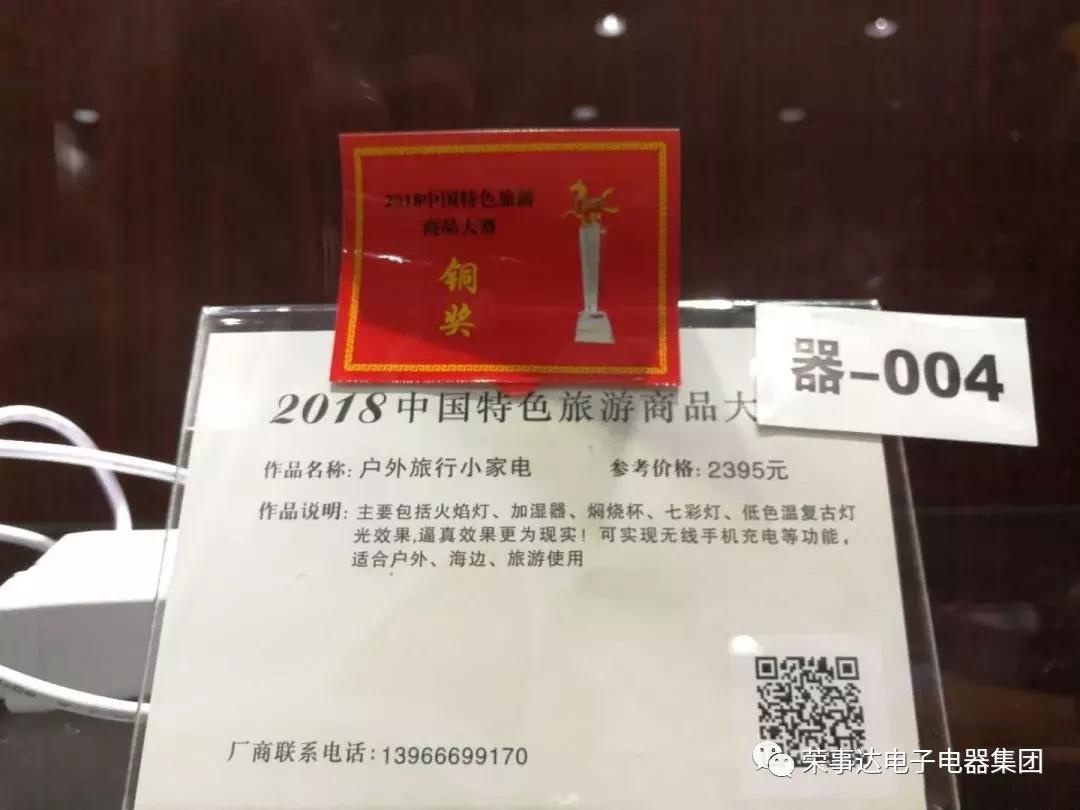 2018中国特色旅游
商品大赛
铜奖
器-004
2018中国特色旅游商品大
作品名称:户外旅行小家电
参考价格:2395元
作品说明:主要包括火焰灯、加湿器、焖烧杯、七彩灯、低色温复古灯
光效果,逼真效果更为现实!可实现无线手机充电等功能,
适合户外、海边、旅游使用
厂商联系电话:13966699170
荣事达电子电器集团